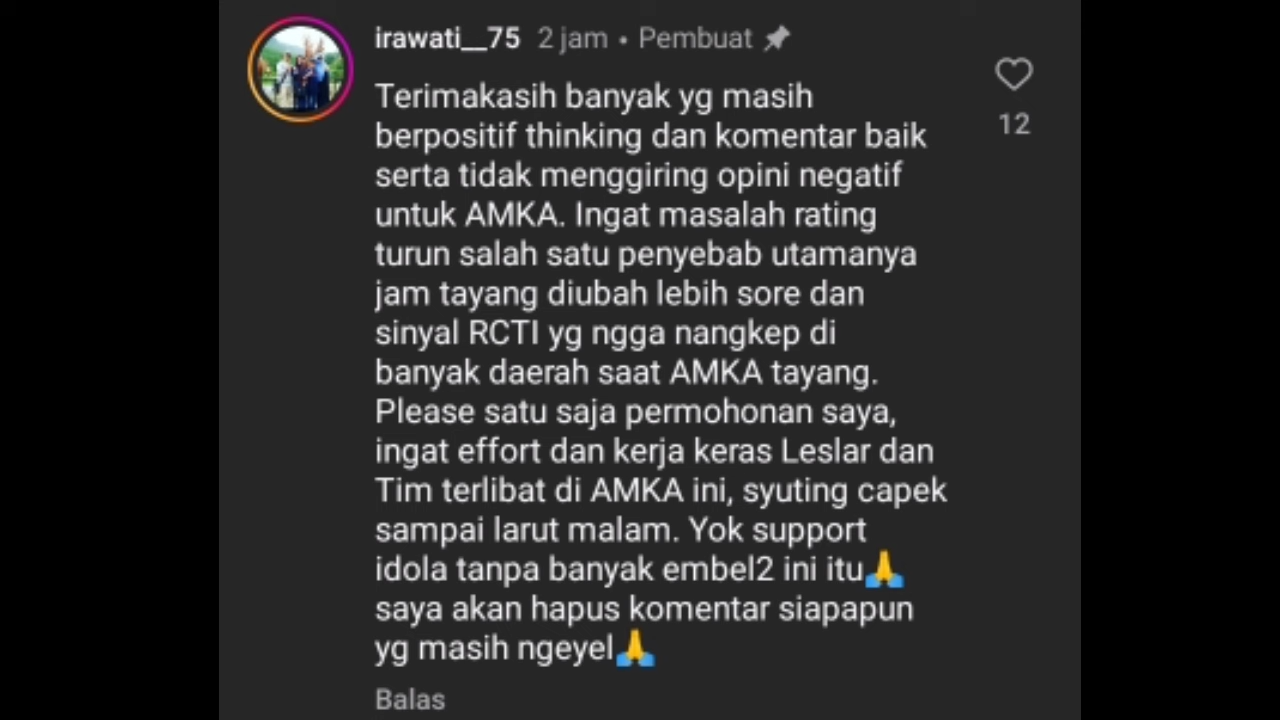 irawati__75 2 jam • Pembuat
Terimakasih banyak yg masih
berpositif thinking dan komentar baik
serta tidak menggiring opini negatif
untuk AMKA. Ingat masalah rating
turun salah satu penyebab utamanya
jam tayang diubah lebih sore dan
sinyal RCTI yg ngga nangkep di
banyak daerah saat AMKA tayang.
Please satu saja permohonan saya,
ingat effort dan kerja keras Leslar dan
Tim terlibat di AMKA ini, syuting capek
sampai larut malam. Yok support
idola tanpa banyak embel2 ini itu🙏
saya akan hapus komentar siapapun
yg masih ngeyel🙏
Balas
12